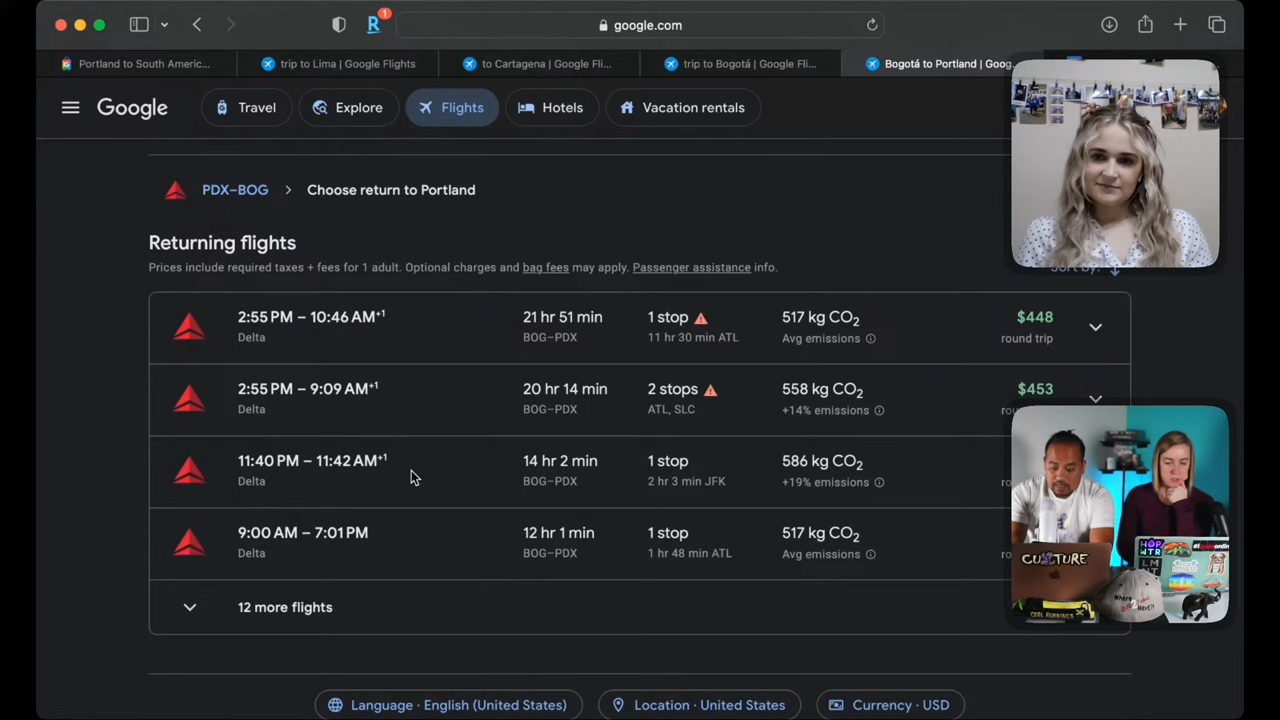 1
google.com
Portland to South Americ...
trip to Lima | Google Flights
to Cartagena | Google Fli...
trip to Bogotá | Google Flig...
Bogotá to Portland | Goog...
Google
Travel
Explore
Flights
Hotels
Vacation rentals
PDX–BOG
Choose return to Portland
Returning flights
Prices include required taxes + fees for 1 adult. Optional charges and bag fees may apply. Passenger assistance info.
Sort by:
2:55 PM – 10:46 AM+1
21 hr 51 min
1 stop
517 kg CO2
$448
Delta
BOG–PDX
11 hr 30 min ATL
Avg emissions
round trip
2:55 PM – 9:09 AM+1
20 hr 14 min
2 stops
558 kg CO2
$453
Delta
BOG–PDX
ATL, SLC
+14% emissions
11:40 PM – 11:42 AM+1
14 hr 2 min
1 stop
586 kg CO2
Delta
BOG–PDX
2 hr 3 min JFK
+19% emissions
9:00 AM – 7:01 PM
12 hr 1 min
1 stop
517 kg CO2
Delta
BOG–PDX
1 hr 48 min ATL
Avg emissions
12 more flights
CULTURE
COOL RUNNINGS
Language · English (United States)
Location · United States
Currency · USD